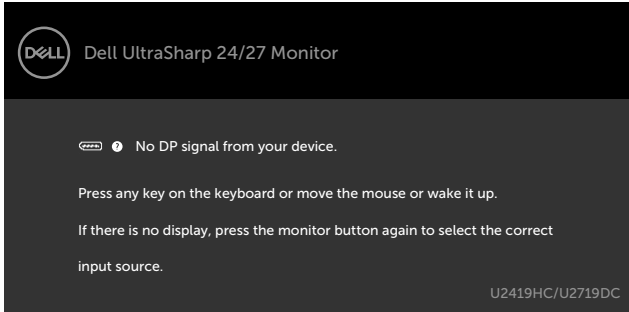 DELL Dell UltraSharp 24/27 Monitor
? No DP signal from your device.
Press any key on the keyboard or move the mouse or wake it up.
If there is no display, press the monitor button again to select the correct
input source.
U2419HC/U2719DC